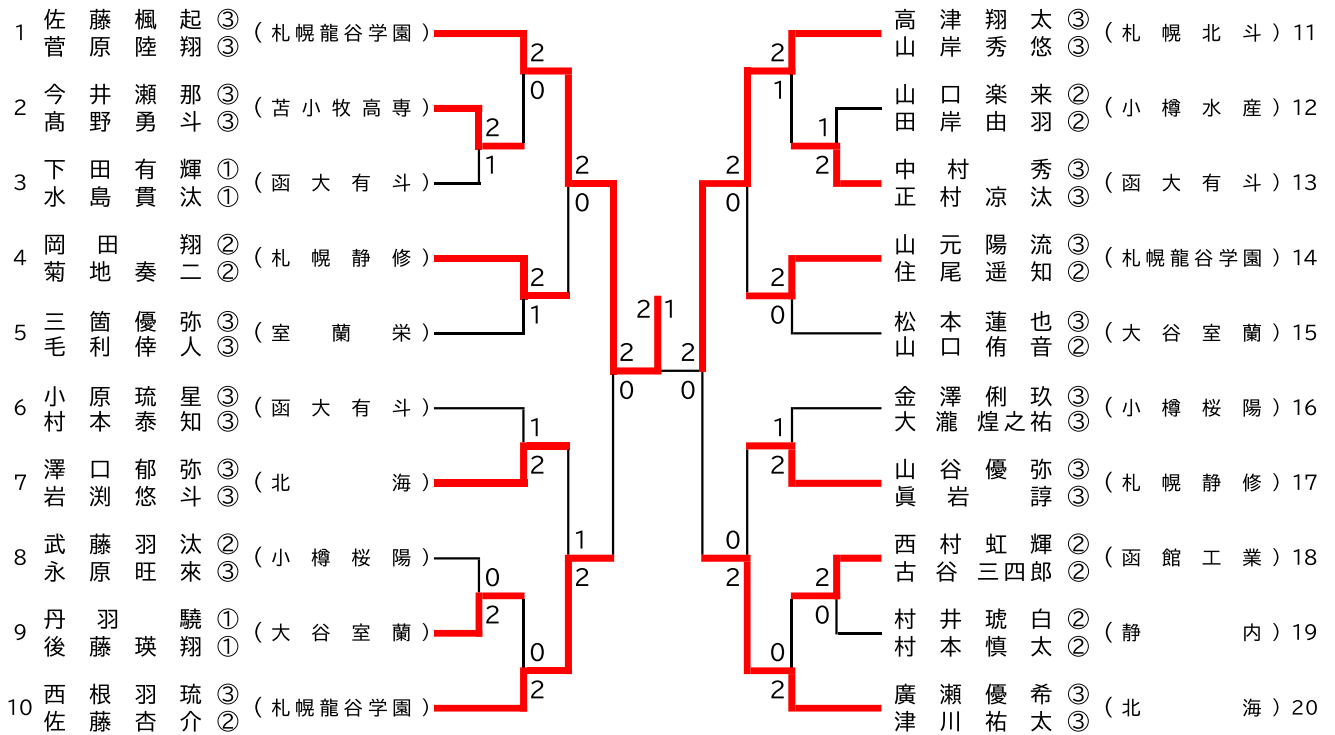 1 佐藤楓起③ (札幌龍谷学園)
菅原陸翔③
2 今井瀬那③ (苫小牧高専)
髙野勇斗③
3 下田有輝① (函大有斗)
水島貫汰①
4 岡田翔② (札幌静修)
菊地奏二②
5 三箇優弥③ (室蘭栄)
毛利倖人③
6 小原琉星③ (函大有斗)
村本泰知③
7 澤口郁弥③ (北海)
岩渕悠斗③
8 武藤羽汰② (小樽桜陽)
永原旺來③
9 丹羽驍① (大谷室蘭)
後藤瑛翔①
10 西根羽琉③ (札幌龍谷学園)
佐藤杏介②
2
0
2
1
2
0
2
1
2
0
1
2
1
2
0
2
0
2
2 1
高津翔太③ (札幌北斗) 11
山岸秀悠③
山口楽来② (小樽水産) 12
田岸由羽②
中村秀③ (函大有斗) 13
正村凉汰③
山元陽流③ (札幌龍谷学園) 14
住尾遥知②
松本蓮也③ (大谷室蘭) 15
山口侑音②
金澤俐玖③ (小樽桜陽) 16
大瀧煌之祐③
山谷優弥③ (札幌静修) 17
眞岩諄③
西村虹輝② (函館工業) 18
古谷三四郎②
村井琥白② (静内) 19
村本慎太②
廣瀬優希③ (北海) 20
津川祐太③
2
1
1
2
2
0
2
0
2
0
1
2
0
2
2
0
0
2